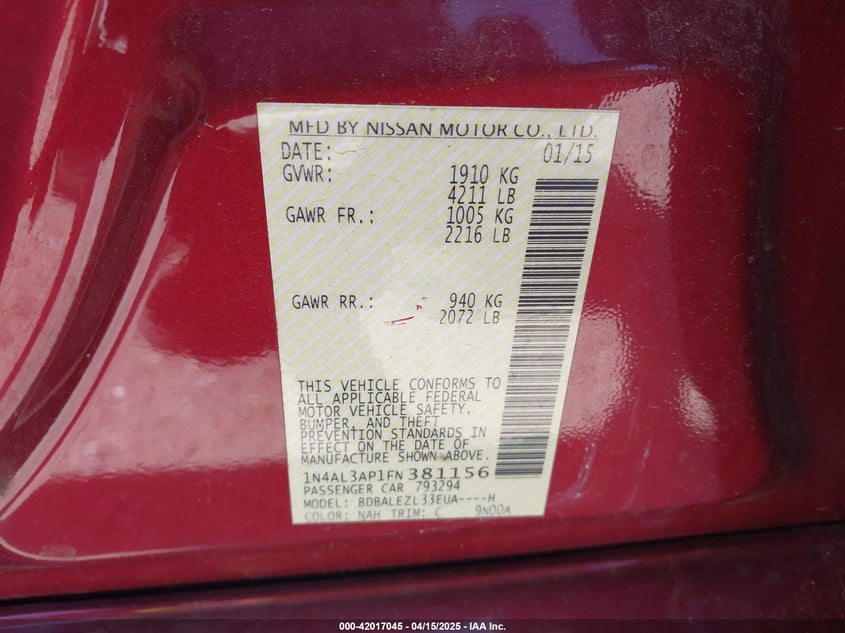 MFD BY NISSAN MOTOR CO., LTD.
DATE: 01/15
GVWR: 1910 KG
4211 LB
GAWR FR.: 1005 KG
2216 LB
GAWR RR.: 940 KG
2072 LB
THIS VEHICLE CONFORMS TO
ALL APPLICABLE FEDERAL
MOTOR VEHICLE SAFETY,
BUMPER, AND THEFT
PREVENTION STANDARDS IN
EFFECT ON THE DATE OF
MANUFACTURE SHOWN ABOVE.
1N4AL3AP1FN381156
PASSENGER CAR 793294
MODEL: BDBALEZL33EUA----H
COLOR: NAH TRIM: C 9N00A
000-42017045 - 04/15/2025 - IAA Inc.